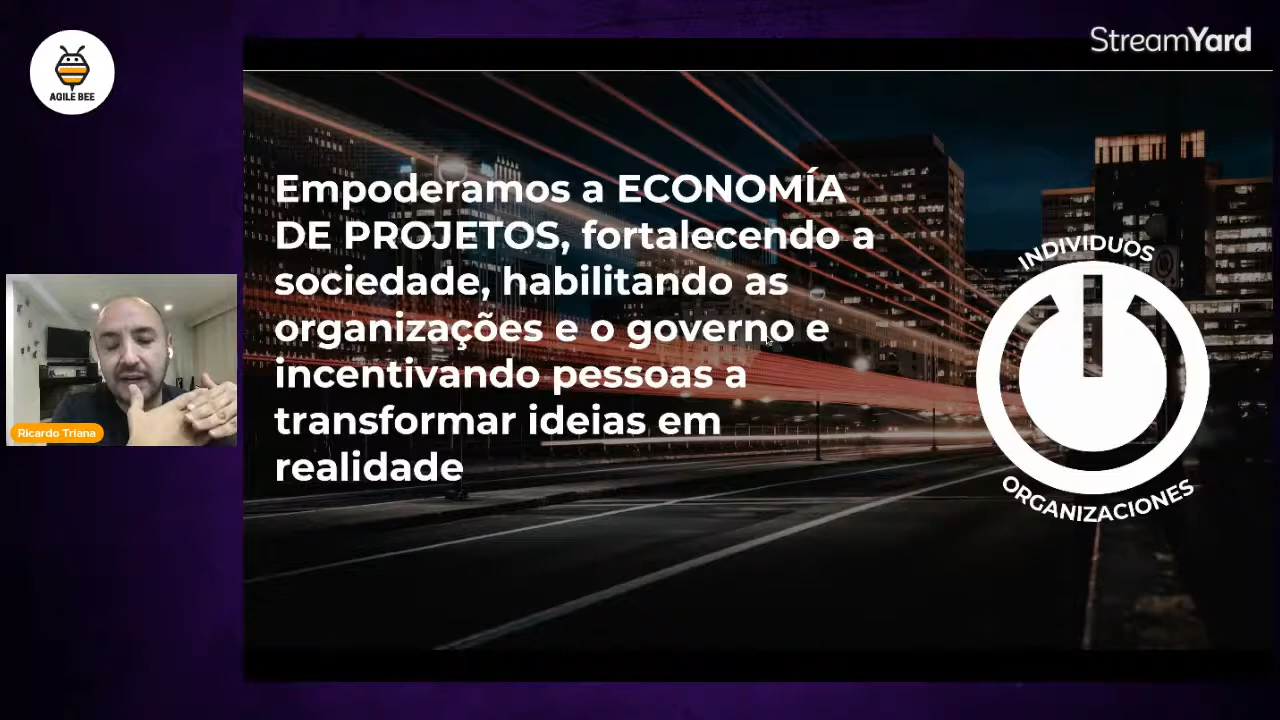 AGILE BEE
StreamYard
Empoderamos a ECONOMÍA
DE PROJETOS, fortalecendo a
sociedade, habilitando as
organizações e o governo e
incentivando pessoas a
transformar ideias em
realidade
INDIVIDUOS
ORGANIZACIONES
Ricardo Triana